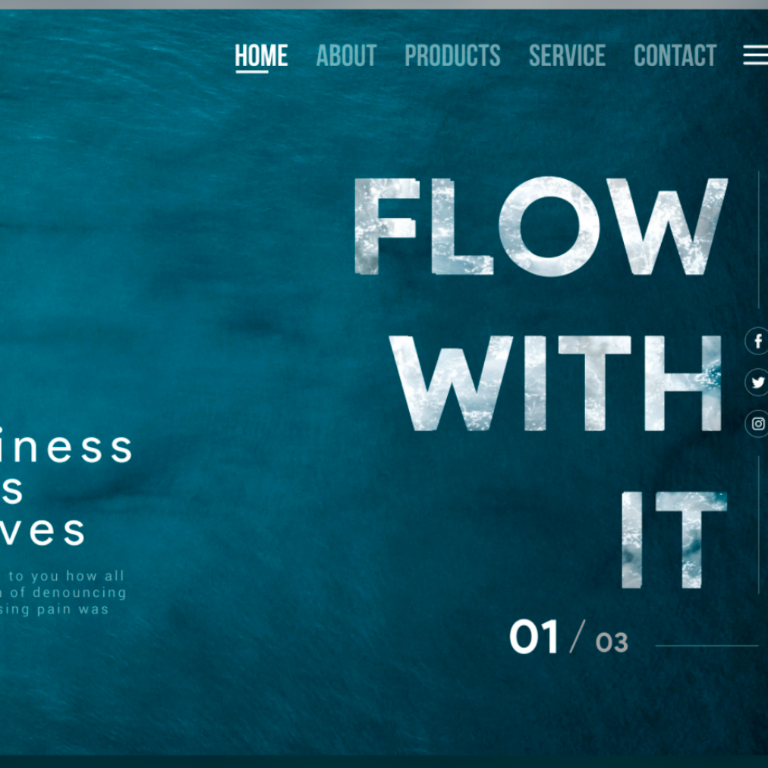 HOME ABOUT PRODUCTS SERVICE CONTACT
FLOW
WITH
IT
iness
s
ves
to you how all
of denouncing
sing pain was
01 / 03